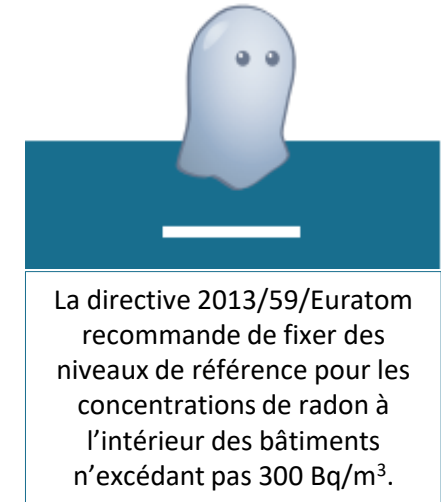 La directive 2013/59/Euratom
recommande de fixer des
niveaux de référence pour les
concentrations de radon à
l’intérieur des bâtiments
n’excédant pas 300 Bq/m³.